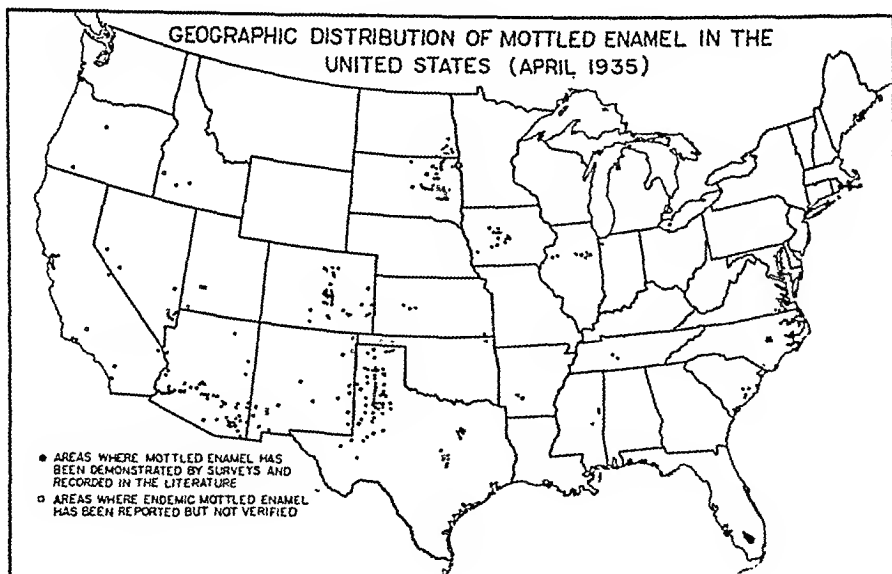 GEOGRAPHIC DISTRIBUTION OF MOTTLED ENAMEL IN THE
UNITED STATES (APRIL 1935)
AREAS WHERE MOTTLED ENAMEL HAS
BEEN DEMONSTRATED BY SURVEYS AND
RECORDED IN THE LITERATURE
AREAS WHERE ENDEMIC MOTTLED ENAMEL
HAS BEEN REPORTED BUT NOT VERIFIED